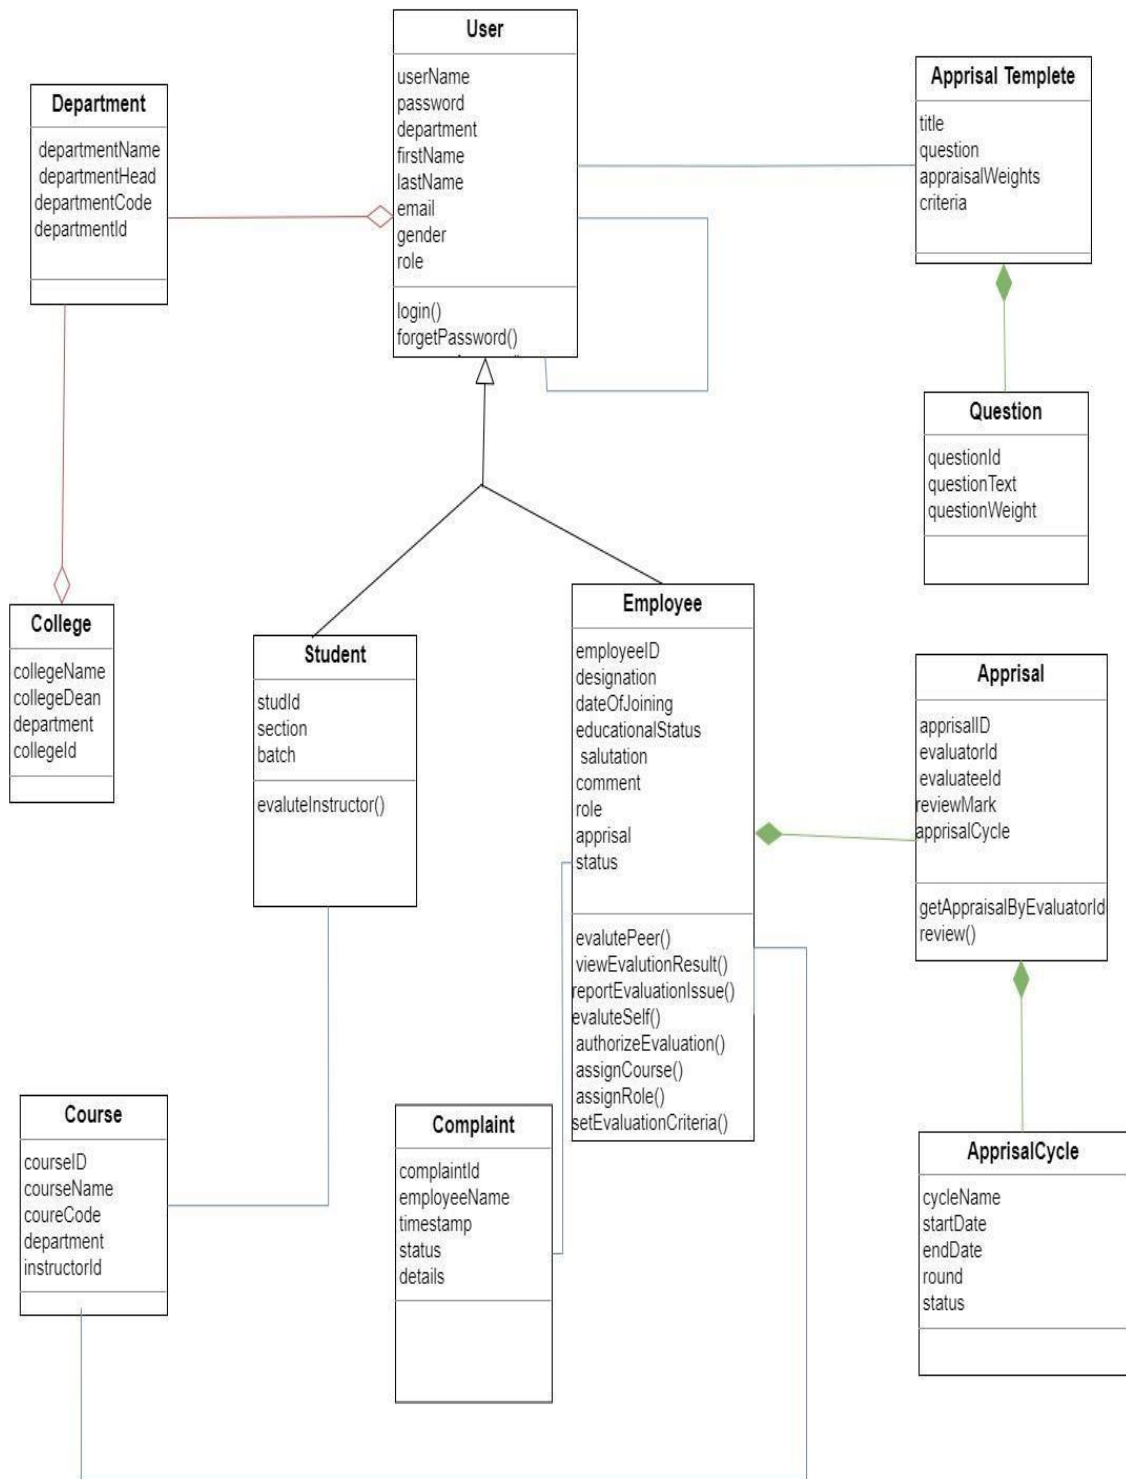 User
userName
password
department
firstName
lastName
email
gender
role
login()
forgetPassword()
Department
departmentName
departmentHead
departmentCode
departmentId
Apprisal Templete
title
question
appraisalWeights
criteria
Question
questionId
questionText
questionWeight
College
collegeName
collegeDean
department
collegeId
Student
studId
section
batch
evaluteInstructor()
Employee
employeeID
designation
dateOfJoining
educationalStatus
salutation
comment
role
apprisal
status
evalutePeer()
viewEvalutionResult()
reportEvaluationIssue()
evaluteSelf()
authorizeEvaluation()
assignCourse()
assignRole()
setEvaluationCriteria()
Apprisal
apprisalID
evaluatorId
evaluateeId
reviewMark
apprisalCycle
getAppraisalByEvaluatorId
review()
Course
courseID
courseName
coureCode
department
instructorId
Complaint
complaintId
employeeName
timestamp
status
details
ApprisalCycle
cycleName
startDate
endDate
round
status